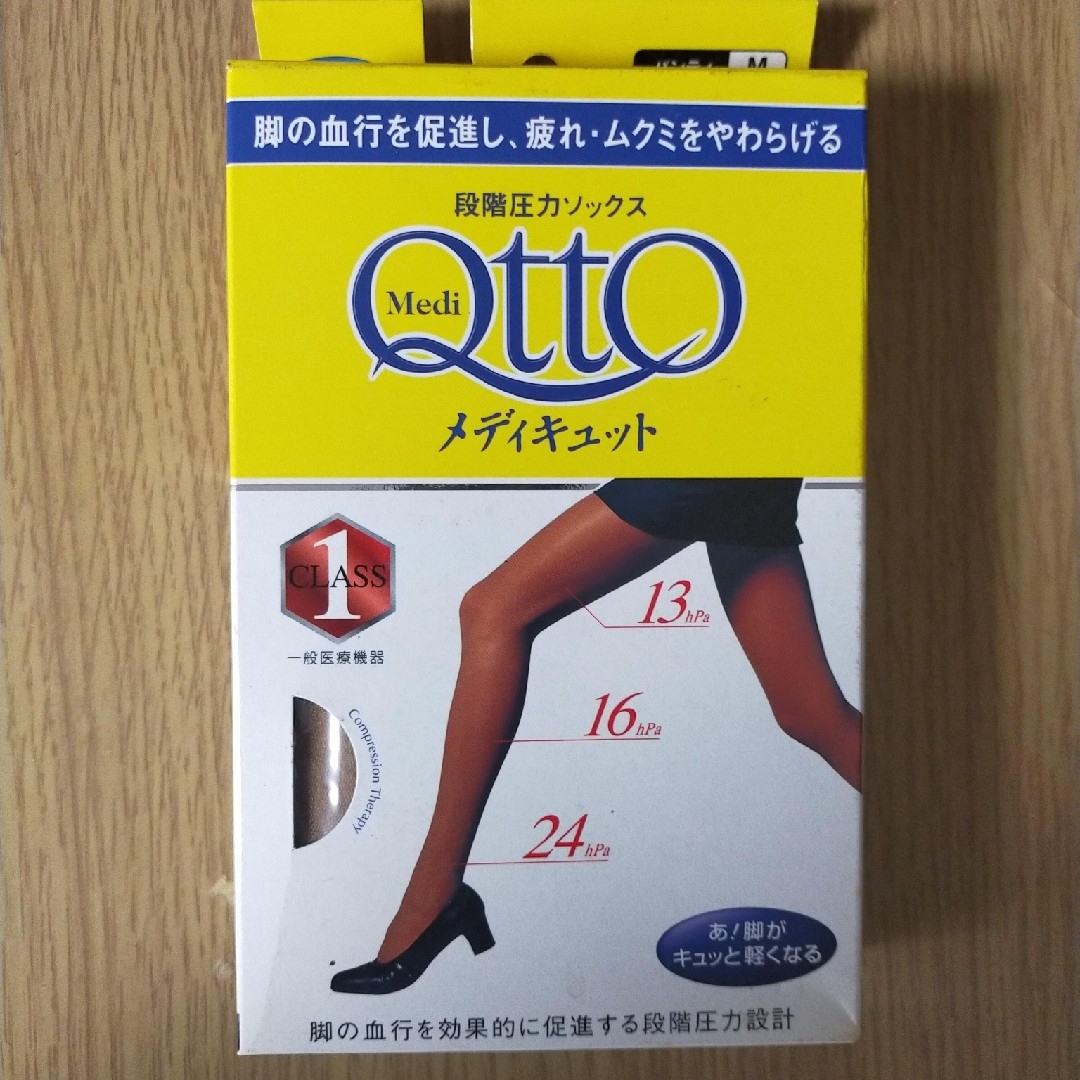 パンティ M
脚の血行を促進し、疲れ・ムクミをやわらげる
段階圧力ソックス
Medi QttO
メディキュット
1
CLASS
一般医療機器
13hPa
16hPa
24hPa
Compression Therapy
あ!脚が
キュッと軽くなる
脚の血行を効果的に促進する段階圧力設計